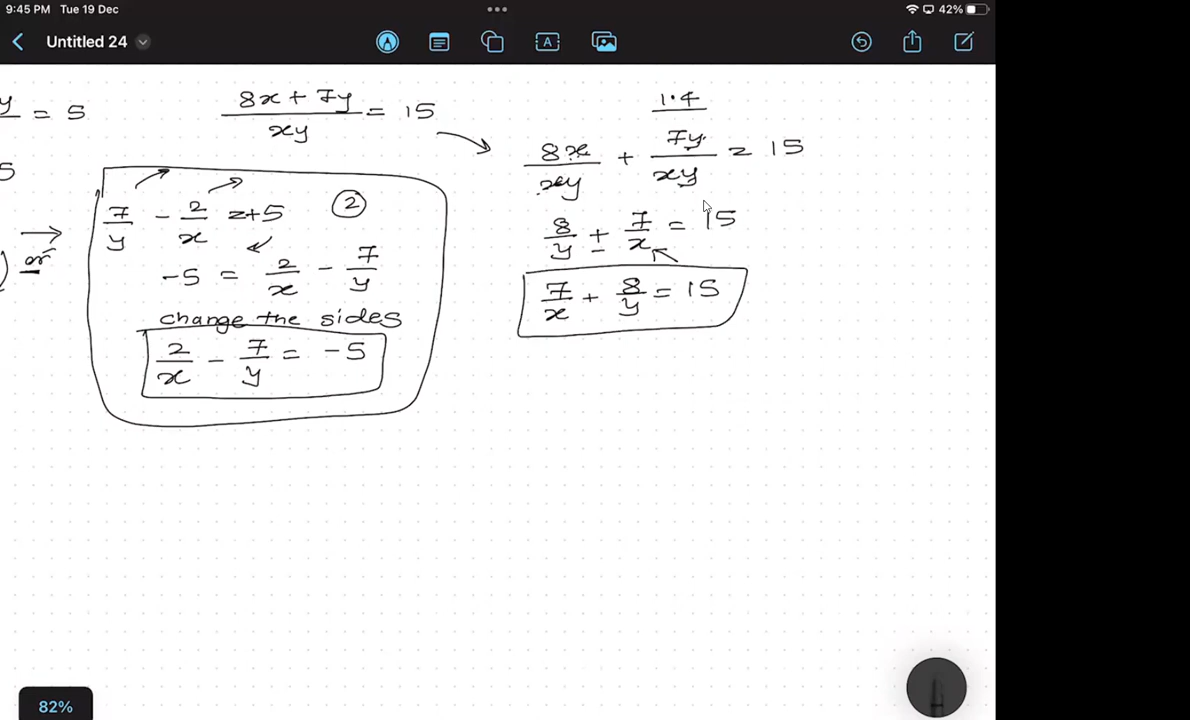 9:45 PM Tue 19 Dec
42%
Untitled 24
A
y = 5
5
or
8x + 7y / xy = 15
7/y - 2/x = +5
2
-5 = 2/x - 7/y
change the sides
2/x - 7/y = -5
1.4
8x/xy + 7y/xy = 15
8/y + 7/x = 15
7/x + 8/y = 15
82%